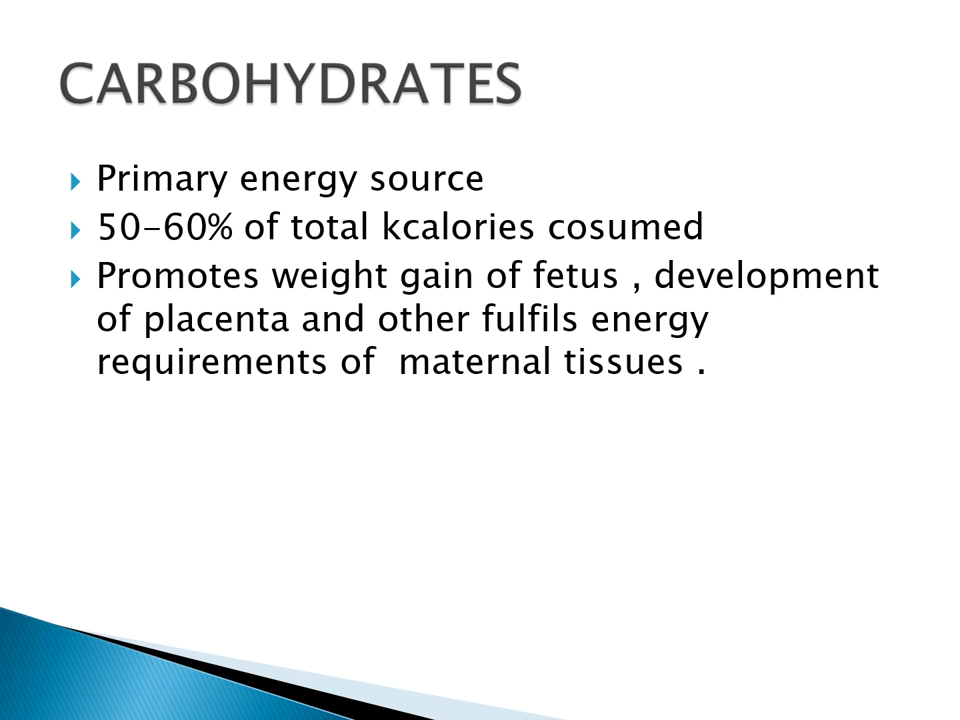 CARBOHYDRATES
Primary energy source
50-60% of total kcalories cosumed
Promotes weight gain of fetus , development
of placenta and other fulfils energy
requirements of  maternal tissues .